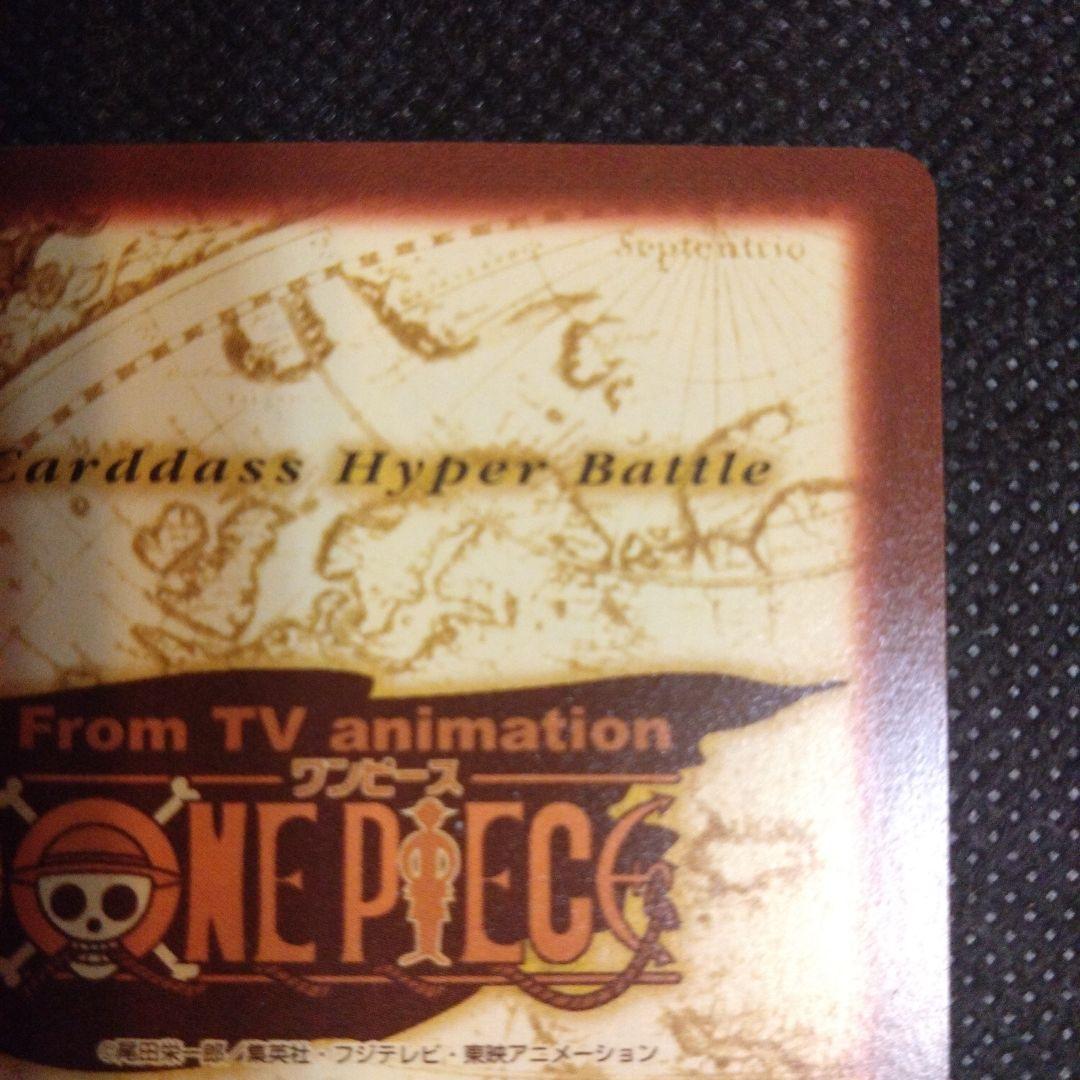 Septentrio
Carddass Hyper Battle
From TV animation
ワンピース
ONE PIECE
©尾田栄一郎／集英社・フジテレビ・東映アニメーション